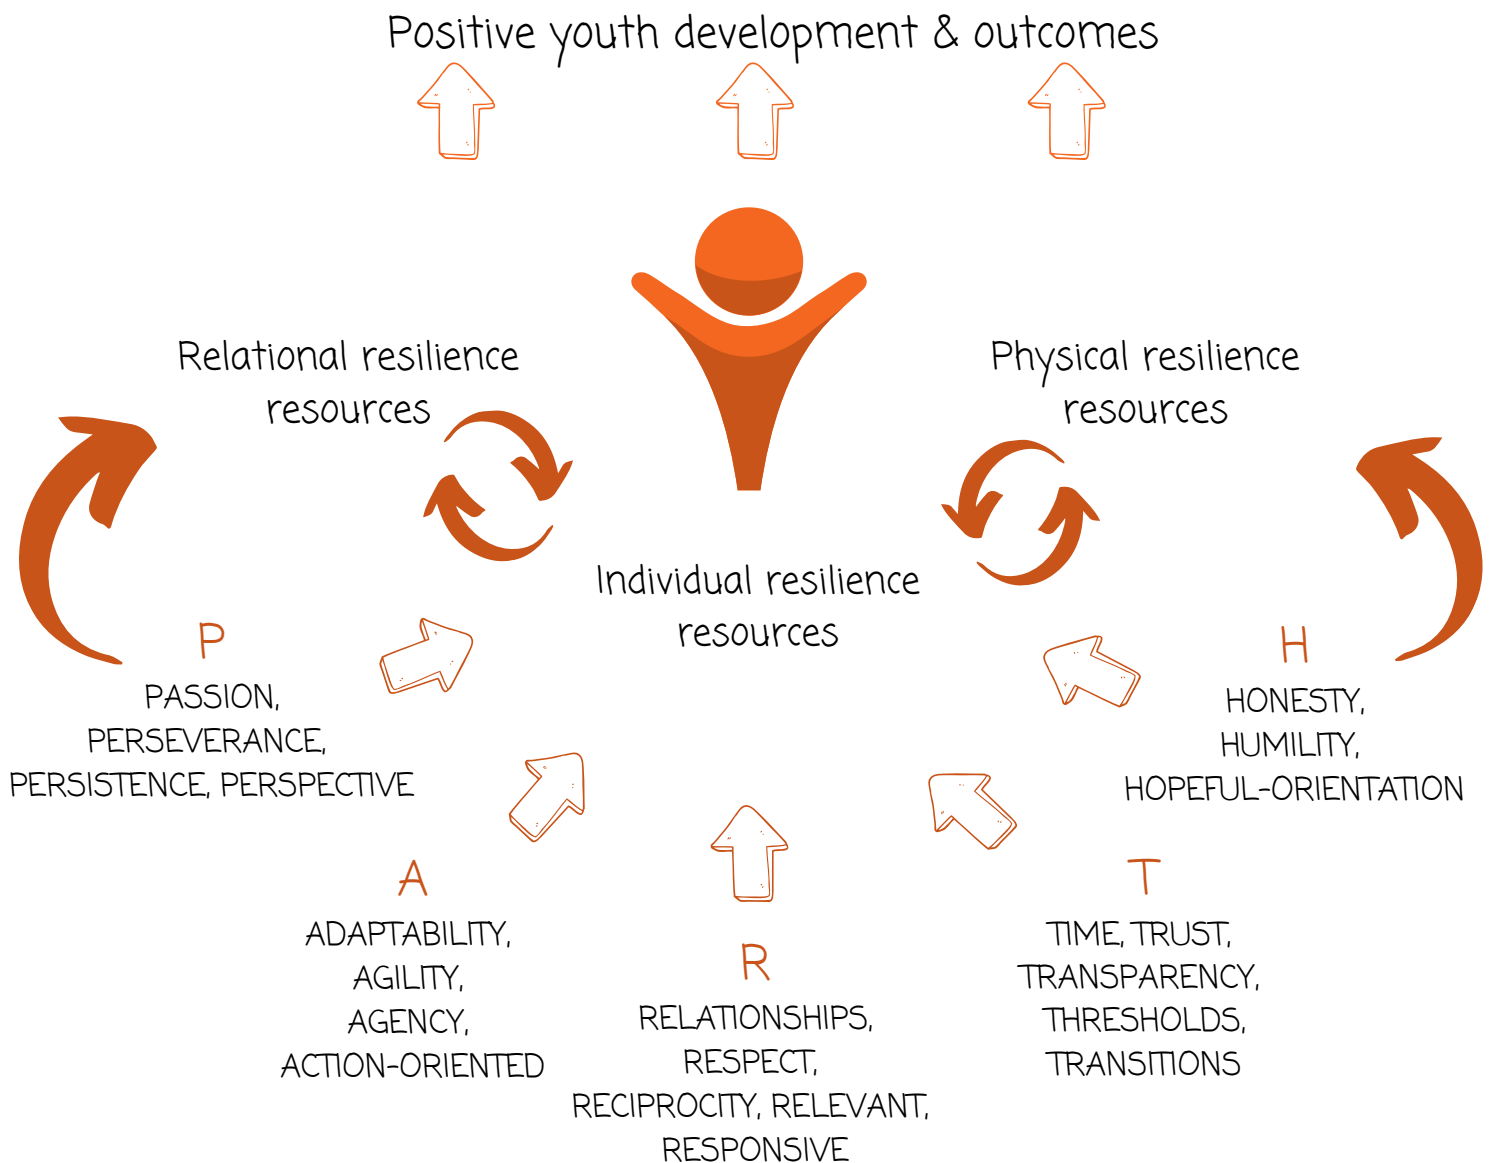 Positive youth development & outcomes
Relational resilience
resources
Physical resilience
resources
Individual resilience
resources
P
PASSION,
PERSEVERANCE,
PERSISTENCE, PERSPECTIVE
A
ADAPTABILITY,
AGILITY,
AGENCY,
ACTION-ORIENTED
R
RELATIONSHIPS,
RESPECT,
RECIPROCITY, RELEVANT,
RESPONSIVE
T
TIME, TRUST,
TRANSPARENCY,
THRESHOLDS,
TRANSITIONS
H
HONESTY,
HUMILITY,
HOPEFUL-ORIENTATION